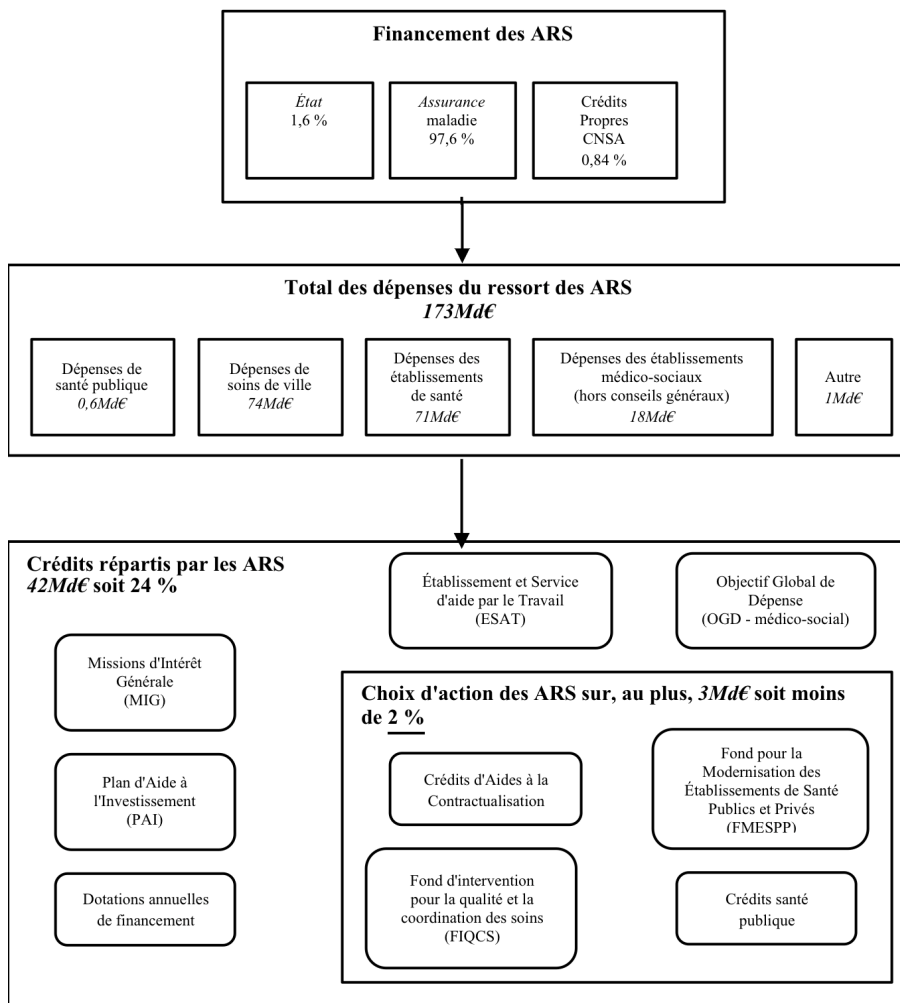 Financement des ARS
État
1,6 %
Assurance
maladie
97,6 %
Crédits
Propres
CNSA
0,84 %
Total des dépenses du ressort des ARS
173Md€
Dépenses de
santé publique
0,6Md€
Dépenses de
soins de ville
74Md€
Dépenses des
établissements
de santé
71Md€
Dépenses des établissements
médico-sociaux
(hors conseils généraux)
18Md€
Autre
1Md€
Crédits répartis par les ARS
42Md€ soit 24 %
Établissement et Service
d'aide par le Travail
(ESAT)
Objectif Global de
Dépense
(OGD - médico-social)
Missions d'Intérêt
Générale
(MIG)
Plan d'Aide à
l'Investissement
(PAI)
Dotations annuelles
de financement
Choix d'action des ARS sur, au plus, 3Md€ soit moins
de 2 %
Crédits d'Aides à la
Contractualisation
Fond pour la
Modernisation des
Établissements de Santé
Publics et Privés
(FMESPP)
Fond d'intervention
pour la qualité et la
coordination des soins
(FIQCS)
Crédits santé
publique